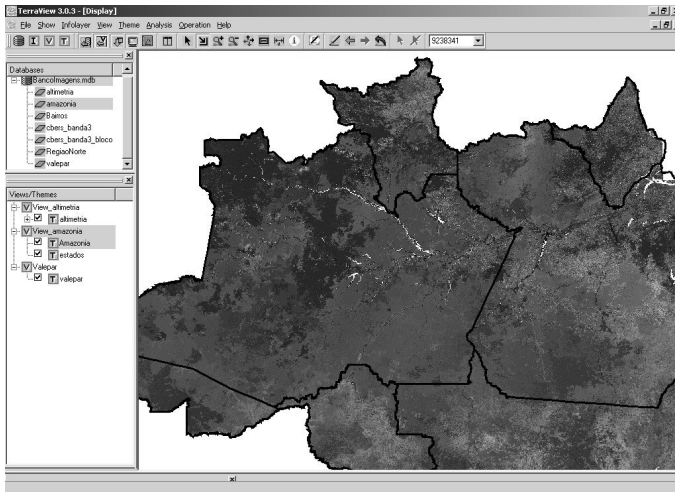 TerraView 3.0.3 - [Display]
File Show Infolayer View Theme Analysis Operation Help
R I V T
9238341
Databases
BancoImagens.mdb
altimetria
amazonia
Bairros
cbers_banda3
cbers_banda3_bloco
RegiaoNorte
valepar
Views/Themes
V View_altimetria
T altimetria
V View_amazonia
T Amazonia
T estados
V Valepar
T valepar